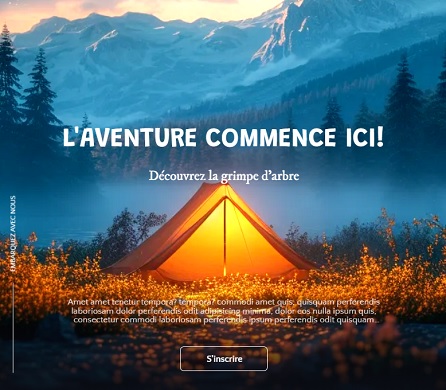 L'AVENTURE COMMENCE ICI!
Découvrez la grimpe d'arbre
EMBARQUEZ AVEC NOUS
Amet amet tenetur tempora? tempora? commodi amet quis, quisquam perferendis
laboriosam dolor perferendis odit adipisicing minima, dolor eos nulla ipsum quis,
consectetur commodi laboriosam perferendis ipsum perferendis odit quisquam.
S'inscrire